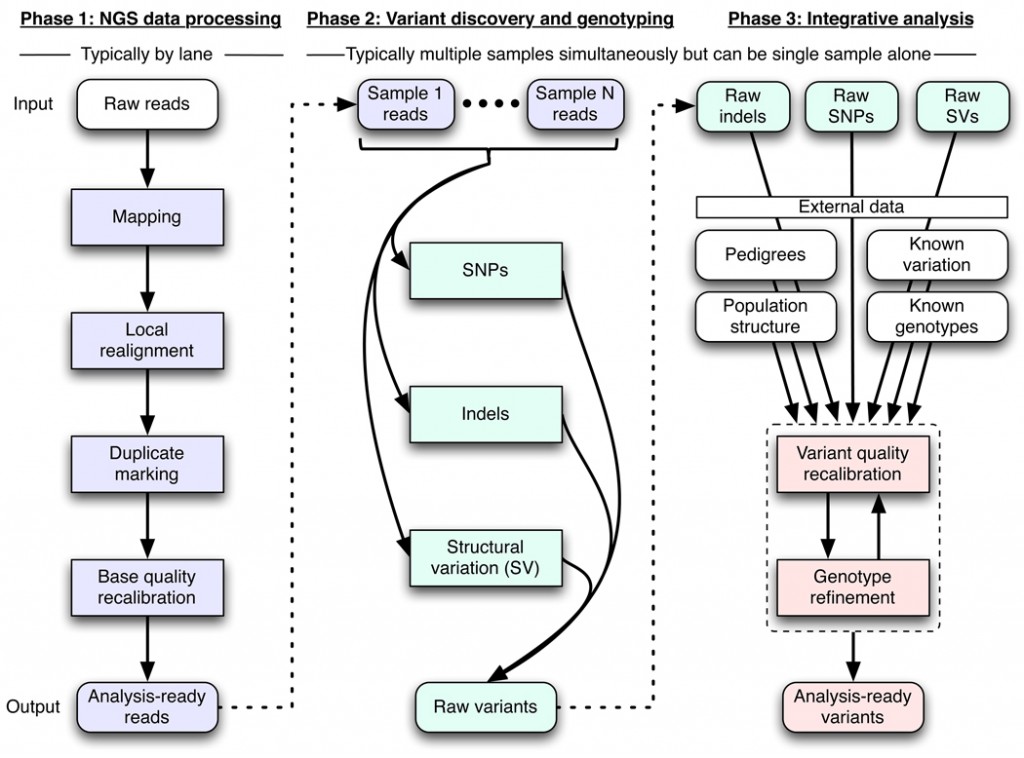 Phase 1: NGS data processing
Typically by lane
Input
Raw reads
Mapping
Local
realignment
Duplicate
marking
Base quality
recalibration
Output
Analysis-ready
reads
Phase 2: Variant discovery and genotyping
Typically multiple samples simultaneously but can be single sample alone
Sample 1
reads
Sample N
reads
SNPs
Indels
Structural
variation (SV)
Raw variants
Phase 3: Integrative analysis
Raw
indels
Raw
SNPs
Raw
SVs
External data
Pedigrees
Known
variation
Population
structure
Known
genotypes
Variant quality
recalibration
Genotype
refinement
Analysis-ready
variants